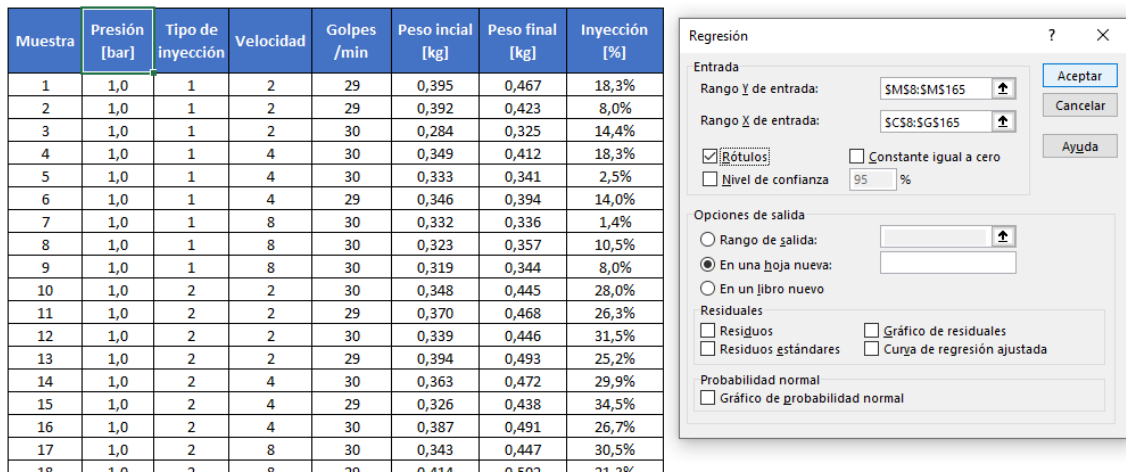 Muestra Presión [bar] Tipo de inyección Velocidad Golpes /min Peso incial [kg] Peso final [kg] Inyección [%]
1 1,0 1 2 29 0,395 0,467 18,3%
2 1,0 1 2 29 0,392 0,423 8,0%
3 1,0 1 2 30 0,284 0,325 14,4%
4 1,0 1 4 30 0,349 0,412 18,3%
5 1,0 1 4 30 0,333 0,341 2,5%
6 1,0 1 4 29 0,346 0,394 14,0%
7 1,0 1 8 30 0,332 0,336 1,4%
8 1,0 1 8 30 0,323 0,357 10,5%
9 1,0 1 8 30 0,319 0,344 8,0%
10 1,0 2 2 30 0,348 0,445 28,0%
11 1,0 2 2 29 0,370 0,468 26,3%
12 1,0 2 2 30 0,339 0,446 31,5%
13 1,0 2 2 29 0,394 0,493 25,2%
14 1,0 2 4 30 0,363 0,472 29,9%
15 1,0 2 4 29 0,326 0,438 34,5%
16 1,0 2 4 30 0,387 0,491 26,7%
17 1,0 2 8 30 0,343 0,447 30,5%
18 1,0 2 8 29 0,414 0,502 21,3%
Regresión ? ×
Entrada
Rango Y de entrada: $M$8:$M$165
Rango X de entrada: $C$8:$G$165
Rótulos Constante igual a cero
Nivel de confianza 95 %
Aceptar
Cancelar
Ayuda
Opciones de salida
Rango de salida:
En una hoja nueva:
En un libro nuevo
Residuales
Residuos Gráfico de residuales
Residuos estándares Curva de regresión ajustada
Probabilidad normal
Gráfico de probabilidad normal